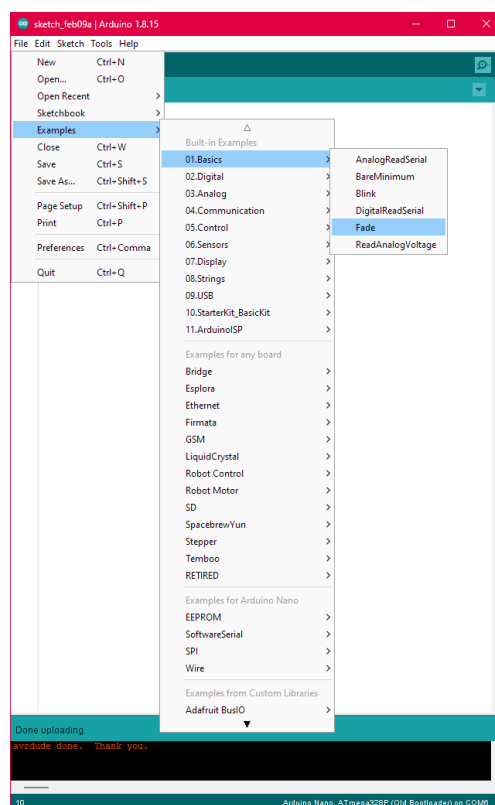 sketch_feb09a | Arduino 1.8.15
File Edit Sketch Tools Help
New Ctrl+N
Open... Ctrl+O
Open Recent
Sketchbook
Examples
Close Ctrl+W
Save Ctrl+S
Save As... Ctrl+Shift+S
Page Setup Ctrl+Shift+P
Print Ctrl+P
Preferences Ctrl+Comma
Quit Ctrl+Q
Built-in Examples
01.Basics
02.Digital
03.Analog
04.Communication
05.Control
06.Sensors
07.Display
08.Strings
09.USB
10.StarterKit_BasicKit
11.ArduinoISP
Examples for any board
Bridge
Esplora
Ethernet
Firmata
GSM
LiquidCrystal
Robot Control
Robot Motor
SD
SpacebrewYun
Stepper
Temboo
RETIRED
Examples for Arduino Nano
EEPROM
SoftwareSerial
SPI
Wire
Examples from Custom Libraries
Adafruit BusIO
AnalogReadSerial
BareMinimum
Blink
DigitalReadSerial
Fade
ReadAnalogVoltage
Done uploading.
avrdude done.  Thank you.
10 Arduino Nano, ATmega328P (Old Bootloader) on COM6